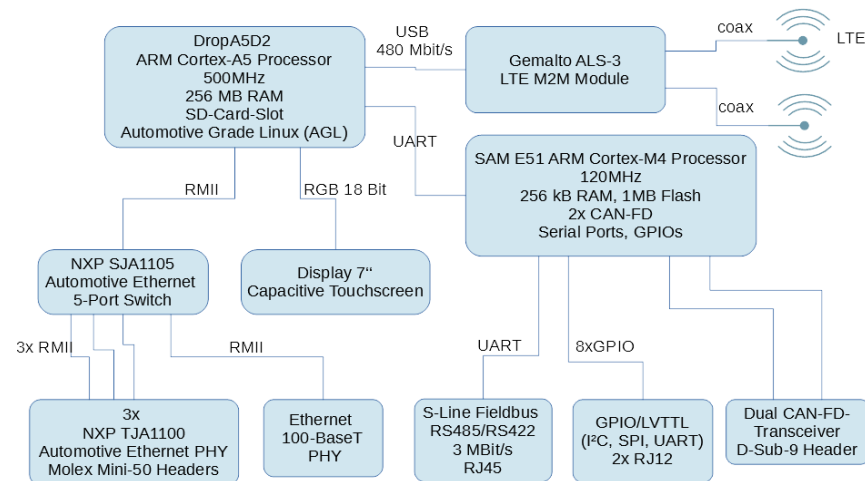 DropA5D2
ARM Cortex-A5 Processor
500MHz
256 MB RAM
SD-Card-Slot
Automotive Grade Linux (AGL)
USB
480 Mbit/s
Gemalto ALS-3
LTE M2M Module
coax
LTE
coax
UART
SAM E51 ARM Cortex-M4 Processor
120MHz
256 kB RAM, 1MB Flash
2x CAN-FD
Serial Ports, GPIOs
RMII
RGB 18 Bit
NXP SJA1105
Automotive Ethernet
5-Port Switch
Display 7“
Capacitive Touchscreen
3x RMII
RMII
UART
8xGPIO
3x
NXP TJA1100
Automotive Ethernet PHY
Molex Mini-50 Headers
Ethernet
100-BaseT
PHY
S-Line Fieldbus
RS485/RS422
3 MBit/s
RJ45
GPIO/LVTTL
(I²C, SPI, UART)
2x RJ12
Dual CAN-FD-
Transceiver
D-Sub-9 Header